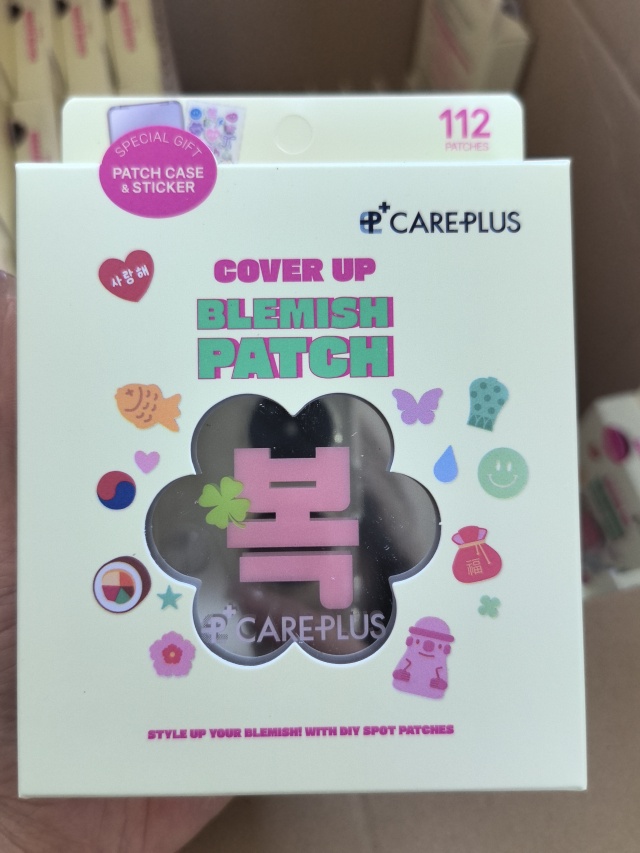 SPECIAL GIFT
PATCH CASE
& STICKER
112
PATCHES
CARE+PLUS
사랑해
COVER UP
BLEMISH
PATCH
복
福
CARE+PLUS
STYLE UP YOUR BLEMISH! WITH DIY SPOT PATCHES